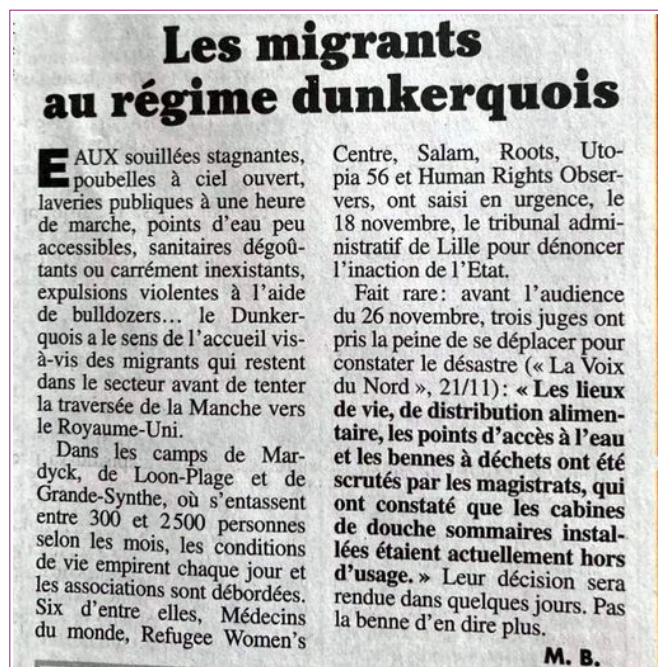 Les migrants
au régime dunkerquois
EAUX souillées stagnantes,
poubelles à ciel ouvert,
laveries publiques à une heure
de marche, points d'eau peu
accessibles, sanitaires dégoû-
tants ou carrément inexistants,
expulsions violentes à l'aide
de bulldozers... le Dunker-
quois a le sens de l'accueil vis-
à-vis des migrants qui restent
dans le secteur avant de tenter
la traversée de la Manche vers
le Royaume-Uni.
Dans les camps de Mar-
dyck, de Loon-Plage et de
Grande-Synthe, où s'entassent
entre 300 et 2500 personnes
selon les mois, les conditions
de vie empirent chaque jour et
les associations sont débordées.
Six d'entre elles, Médecins
du monde, Refugee Women's
Centre, Salam, Roots, Uto-
pia 56 et Human Rights Obser-
vers, ont saisi en urgence, le
18 novembre, le tribunal admi-
nistratif de Lille pour dénoncer
l'inaction de l'Etat.
Fait rare : avant l'audience
du 26 novembre, trois juges ont
pris la peine de se déplacer pour
constater le désastre (« La Voix
du Nord », 21/11) : « Les lieux
de vie, de distribution alimen-
taire, les points d'accès à l'eau
et les bennes à déchets ont été
scrutés par les magistrats, qui
ont constaté que les cabines
de douche sommaires instal-
lées étaient actuellement hors
d'usage. » Leur décision sera
rendue dans quelques jours. Pas
la benne d'en dire plus.
M. B.